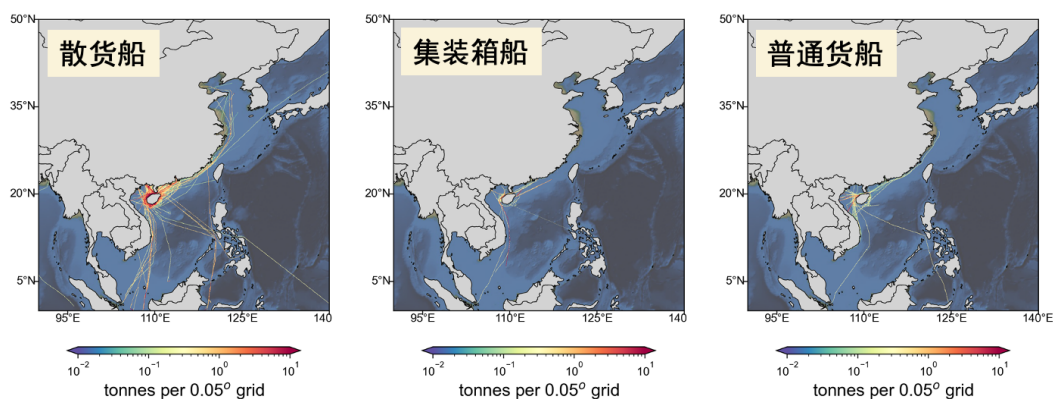 散货船
集装箱船
普通货船
50°N
35°N
20°N
5°N
95°E 110°E 125°E 140
10⁻² 10⁻¹ 10⁰ 10¹
tonnes per 0.05° grid
50°N
35°N
20°N
5°N
95°E 110°E 125°E 140
10⁻² 10⁻¹ 10⁰ 10¹
tonnes per 0.05° grid
50°N
35°N
20°N
5°N
95°E 110°E 125°E 140°E
10⁻² 10⁻¹ 10⁰ 10¹
tonnes per 0.05° grid